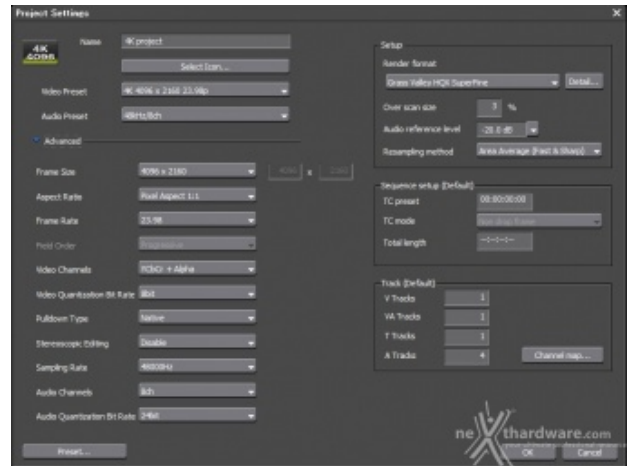 Project Settings
4K
4096
Name 4K project
Select Icon...
Video Preset 4K 4096 x 2160 23.98p
Audio Preset 48kHz/8ch
Advanced
Frame Size 4096 x 2160 4096 x 2160
Aspect Ratio Pixel Aspect 1:1
Frame Rate 23.98
Field Order Progressive
Video Channels YCbCr + Alpha
Video Quantization Bit Rate 8bit
Pulldown Type Native
Stereoscopic Editing Disable
Sampling Rate 48000Hz
Audio Channels 8ch
Audio Quantization Bit Rate 24bit
Preset...
Setup
Render format
Grass Valley HQX SuperFine Detail...
Over scan size 3 %
Audio reference level -20.0 dB
Resampling method Area Average (Fast & Sharp)
Sequence setup (Default)
TC preset 00:00:00:00
TC mode Non drop frame
Total length --:--:--:--
Track (Default)
V Tracks 1
VA Tracks 1
T Tracks 1
A Tracks 4 Channel map...
nexthardware.com
OK Cancel